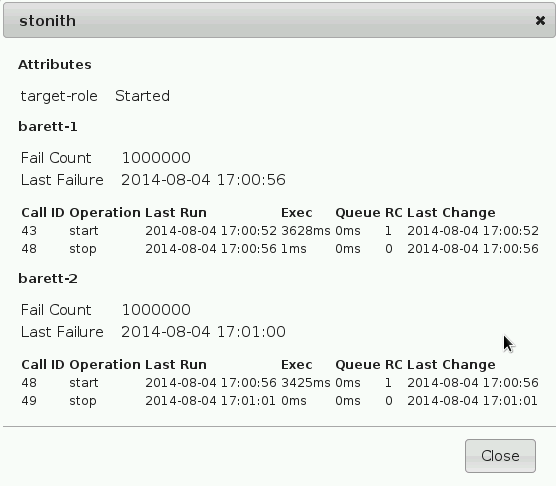 stonith ✖
Attributes
target-role Started
barett-1
Fail Count 1000000
Last Failure 2014-08-04 17:00:56
Call ID Operation Last Run Exec Queue RC Last Change
43 start 2014-08-04 17:00:52 3628ms 0ms 1 2014-08-04 17:00:52
48 stop 2014-08-04 17:00:56 1ms 0ms 0 2014-08-04 17:00:56
barett-2
Fail Count 1000000
Last Failure 2014-08-04 17:01:00
Call ID Operation Last Run Exec Queue RC Last Change
48 start 2014-08-04 17:00:56 3425ms 0ms 1 2014-08-04 17:00:56
49 stop 2014-08-04 17:01:01 0ms 0ms 0 2014-08-04 17:01:01
Close